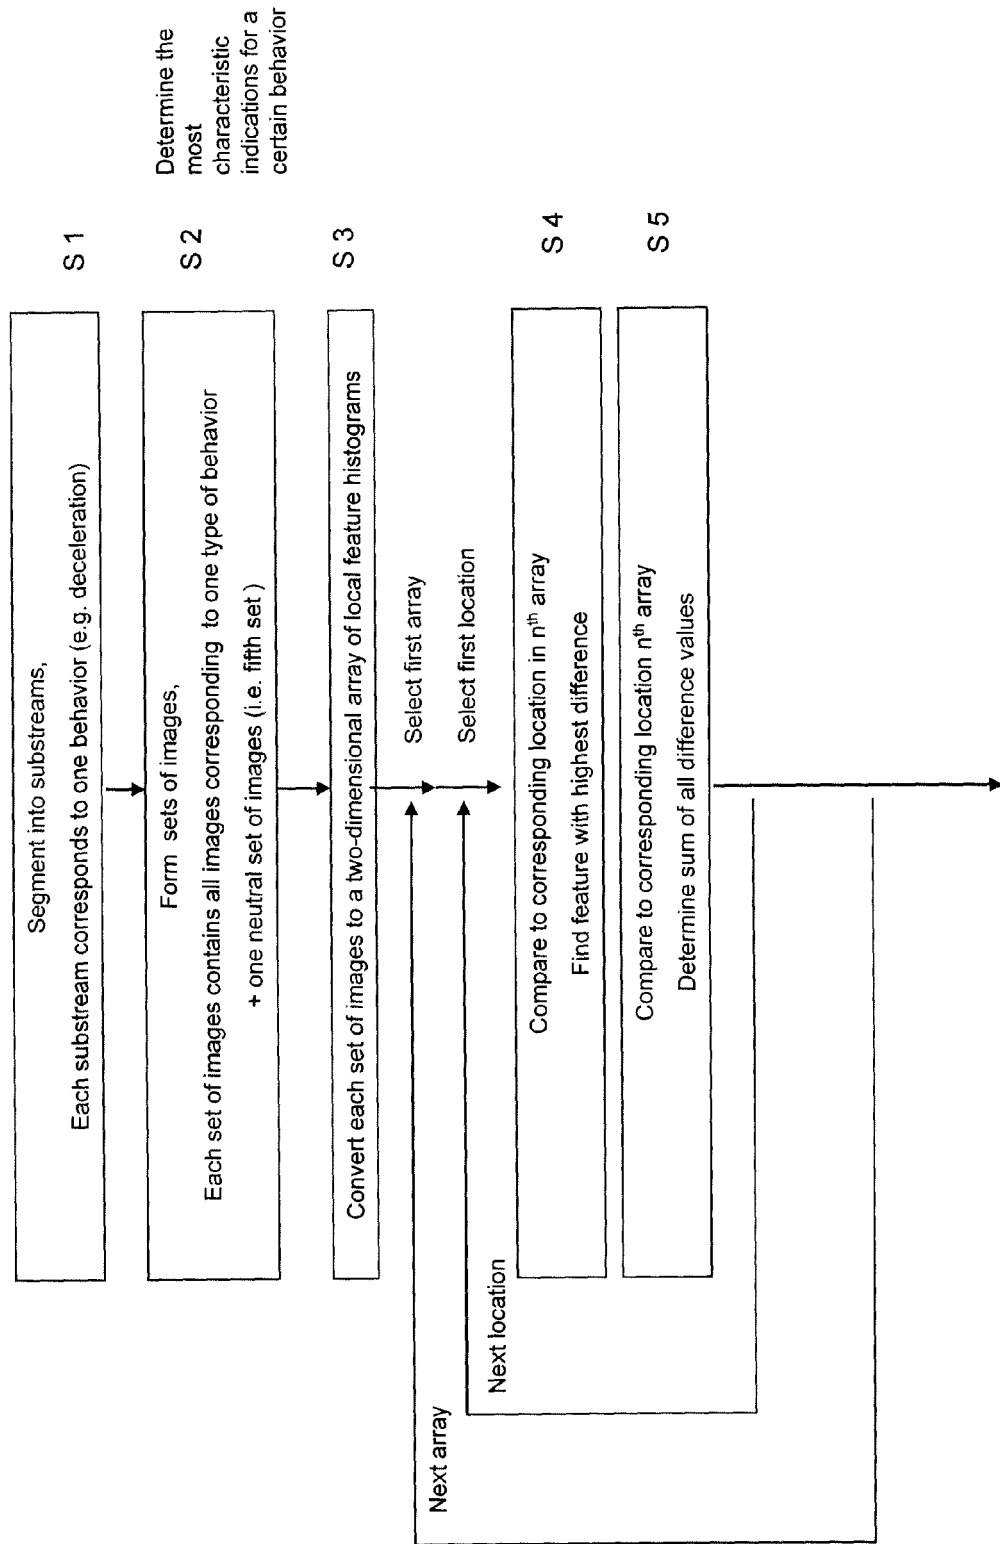 Determine the
most
characteristic
indications for a
certain behavior
S 1
Segment into substreams,
Each substream corresponds to one behavior (e.g. deceleration)
S 2
Form sets of images,
Each set of images contains all images corresponding to one type of behavior
+ one neutral set of images (i.e. fifth set )
S 3
Convert each set of images to a two-dimensional array of local feature histograms
Next array
Select first array
Next location
Select first location
S 4
Compare to corresponding location in nth array
Find feature with highest difference
S 5
Compare to corresponding location nth array
Determine sum of all difference values